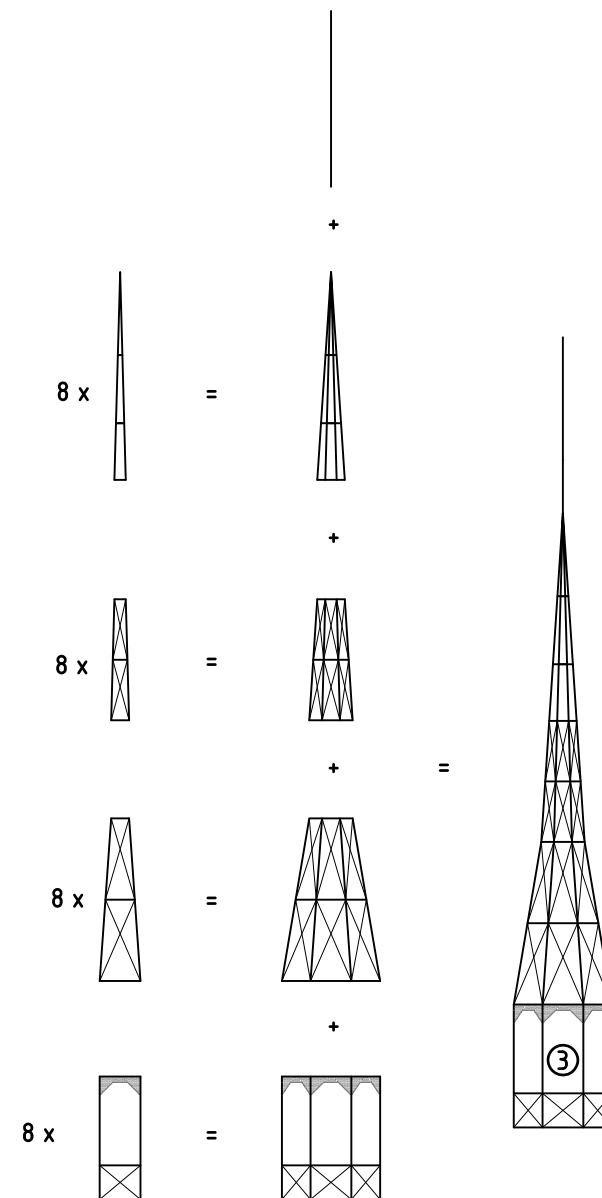 +
8 x =
+
8 x =
+ =
8 x =
+
3
8 x =